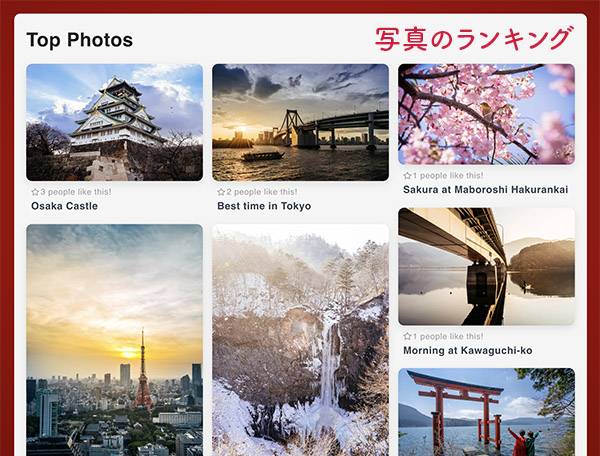 Top Photos
写真のランキング
3 people like this!
Osaka Castle
2 people like this!
Best time in Tokyo
1 people like this!
Sakura at Maboroshi Hakurankai
1 people like this!
Morning at Kawaguchi-ko